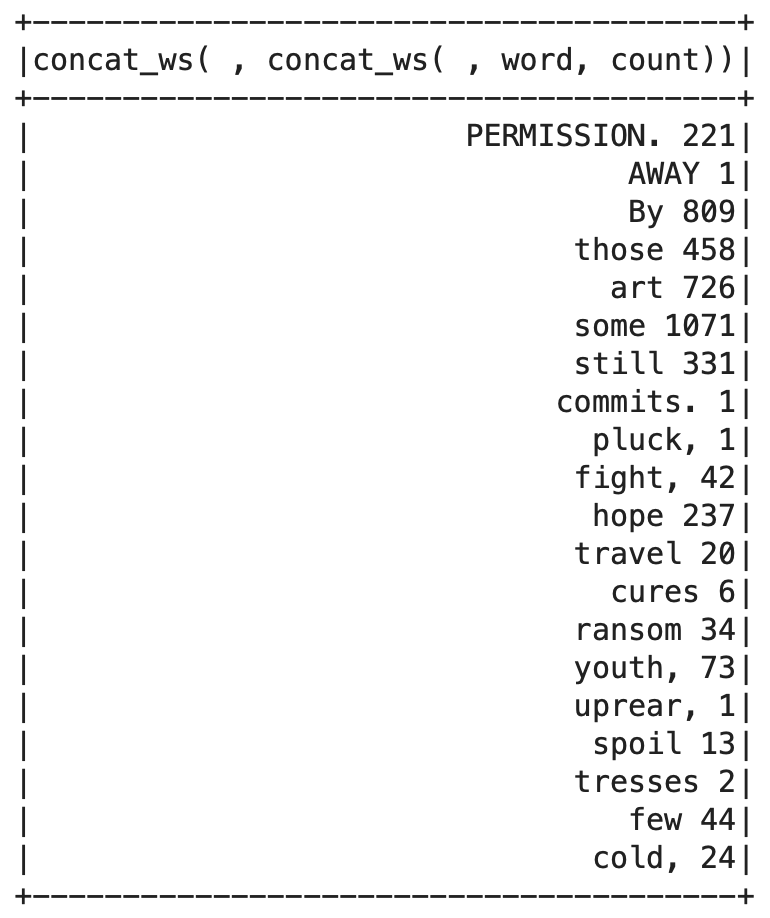 +---------------------------------------+
|concat_ws( , concat_ws( , word, count))|
+---------------------------------------+
|                        PERMISSION. 221|
|                                 AWAY 1|
|                                 By 809|
|                              those 458|
|                                art 726|
|                              some 1071|
|                              still 331|
|                             commits. 1|
|                               pluck, 1|
|                              fight, 42|
|                               hope 237|
|                              travel 20|
|                                cures 6|
|                              ransom 34|
|                              youth, 73|
|                              uprear, 1|
|                               spoil 13|
|                              tresses 2|
|                                 few 44|
|                               cold, 24|
+---------------------------------------+